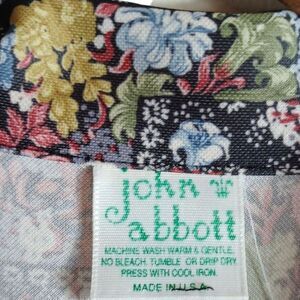 john
abbott
MACHINE WASH WARM & GENTLE.
NO BLEACH. TUMBLE OR DRIP DRY
PRESS WITH COOL IRON.
MADE IN U.S.A.